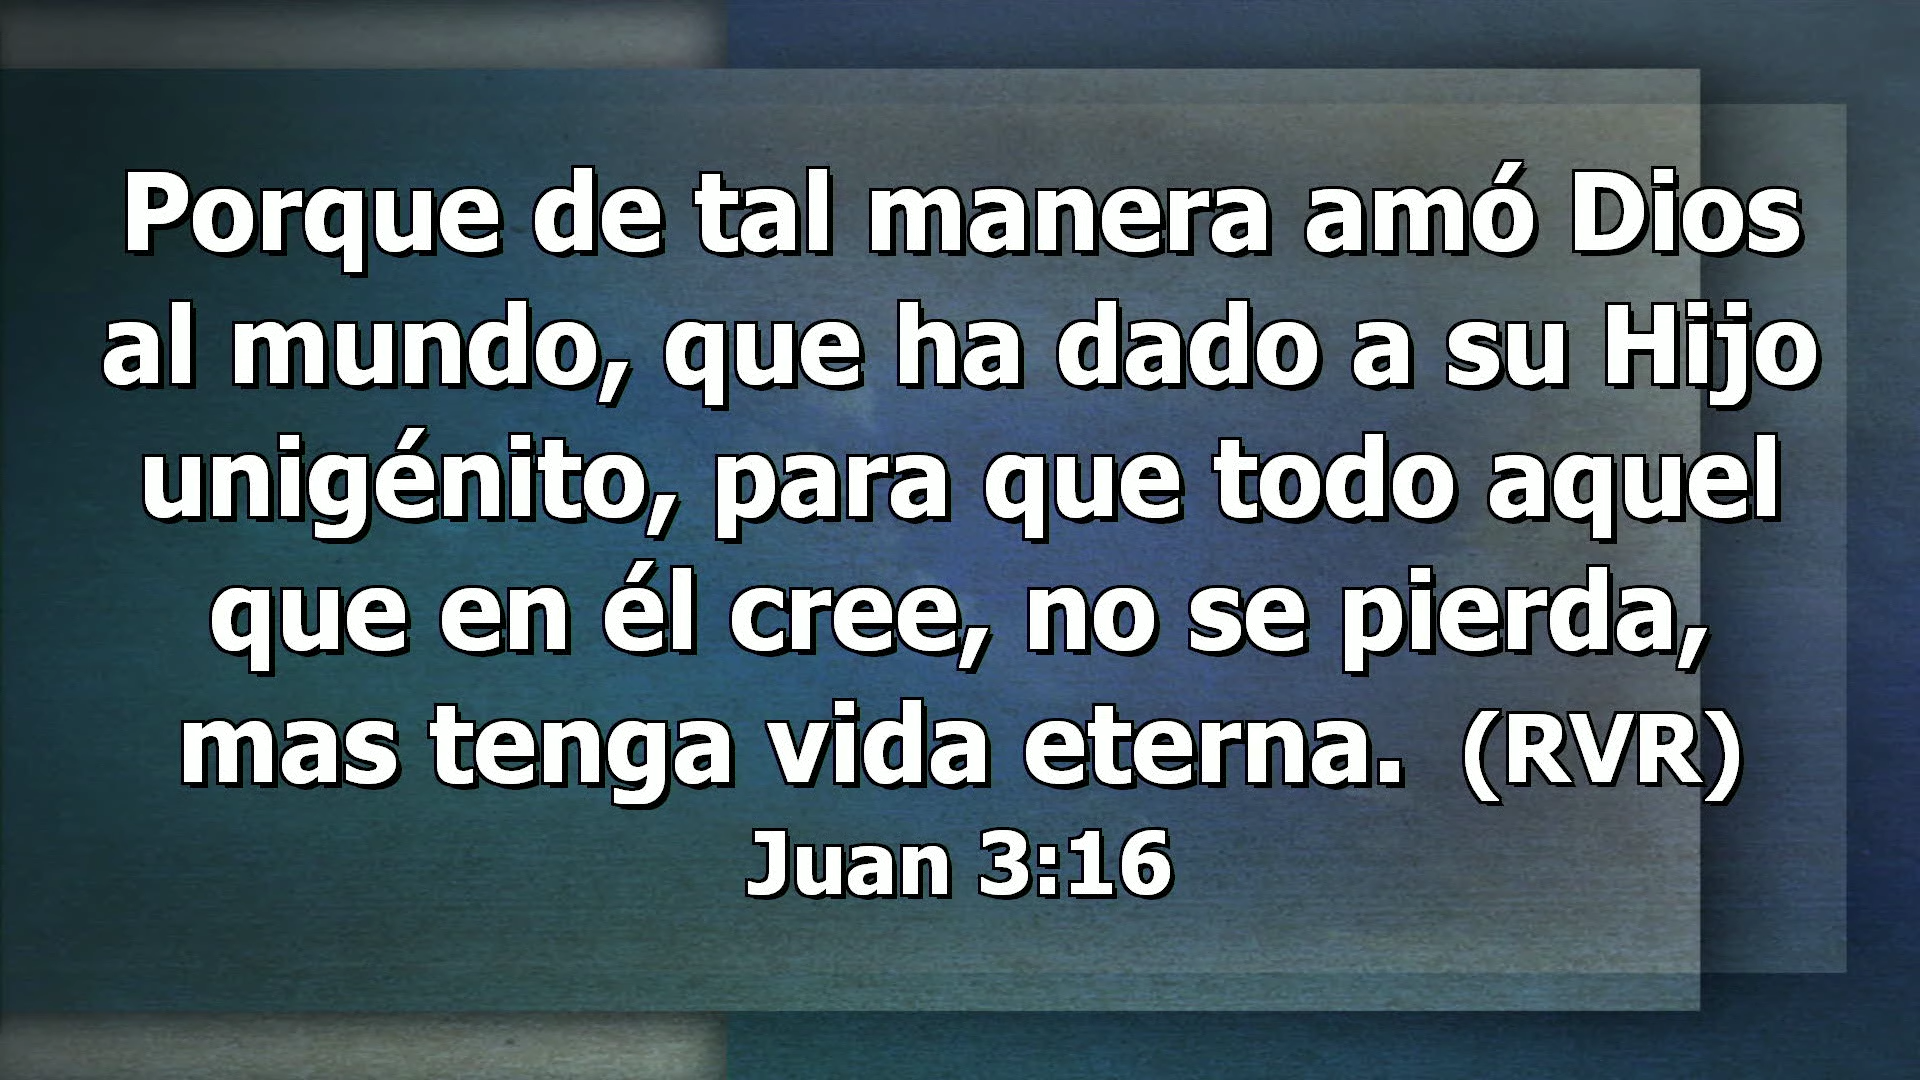 Porque de tal manera amó Dios
al mundo, que ha dado a su Hijo
unigénito, para que todo aquel
que en él cree, no se pierda,
mas tenga vida eterna. (RVR)
Juan 3:16